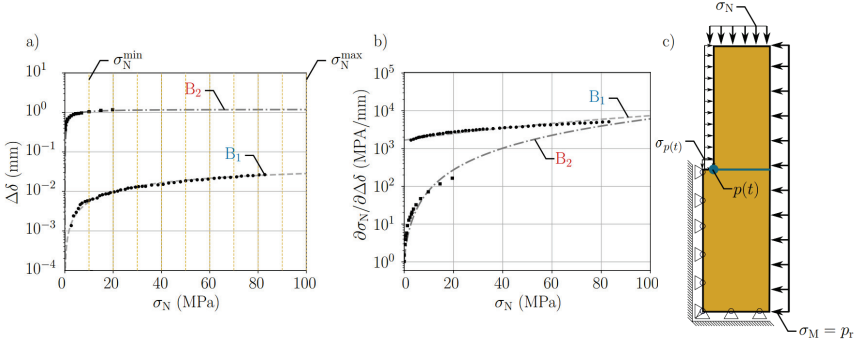 a)
σ_N^min
σ_N^max
10^1
10^0
10^−1
10^−2
10^−3
10^−4
Δδ (mm)
B_2
B_1
0 20 40 60 80 100
σ_N (MPa)
b)
10^5
10^4
10^3
10^2
10^1
10^0
∂σ_N/∂Δδ (MPA/mm)
B_1
B_2
0 20 40 60 80 100
σ_N (MPa)
c)
σ_N
σ_p(t)
p(t)
σ_M = p_r